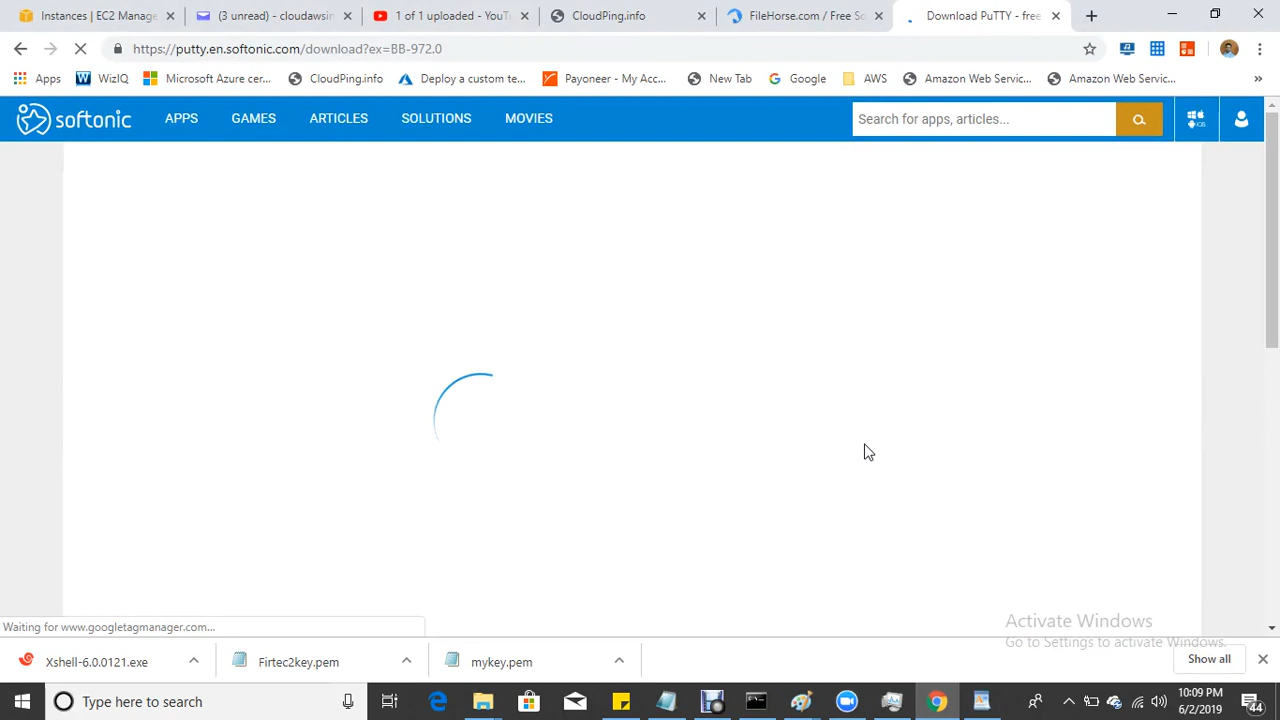 Instances | EC2 Manage
(3 unread) - cloudawsin
1 of 1 uploaded - YouT
CloudPing.info
FileHorse.com / Free So
Download PuTTY - free
https://putty.en.softonic.com/download?ex=BB-972.0
Apps
WizIQ
Microsoft Azure cer...
CloudPing.info
Deploy a custom te...
Payoneer - My Acc...
New Tab
Google
AWS
Amazon Web Servic...
Amazon Web Servic...
»
softonic
APPS
GAMES
ARTICLES
SOLUTIONS
MOVIES
Search for apps, articles...
Waiting for www.googletagmanager.com...
Activate Windows
Go to Settings to activate Windows.
Xshell-6.0.0121.exe
Firtec2key.pem
mykey.pem
Show all
Type here to search
10:09 PM
6/2/2019
44